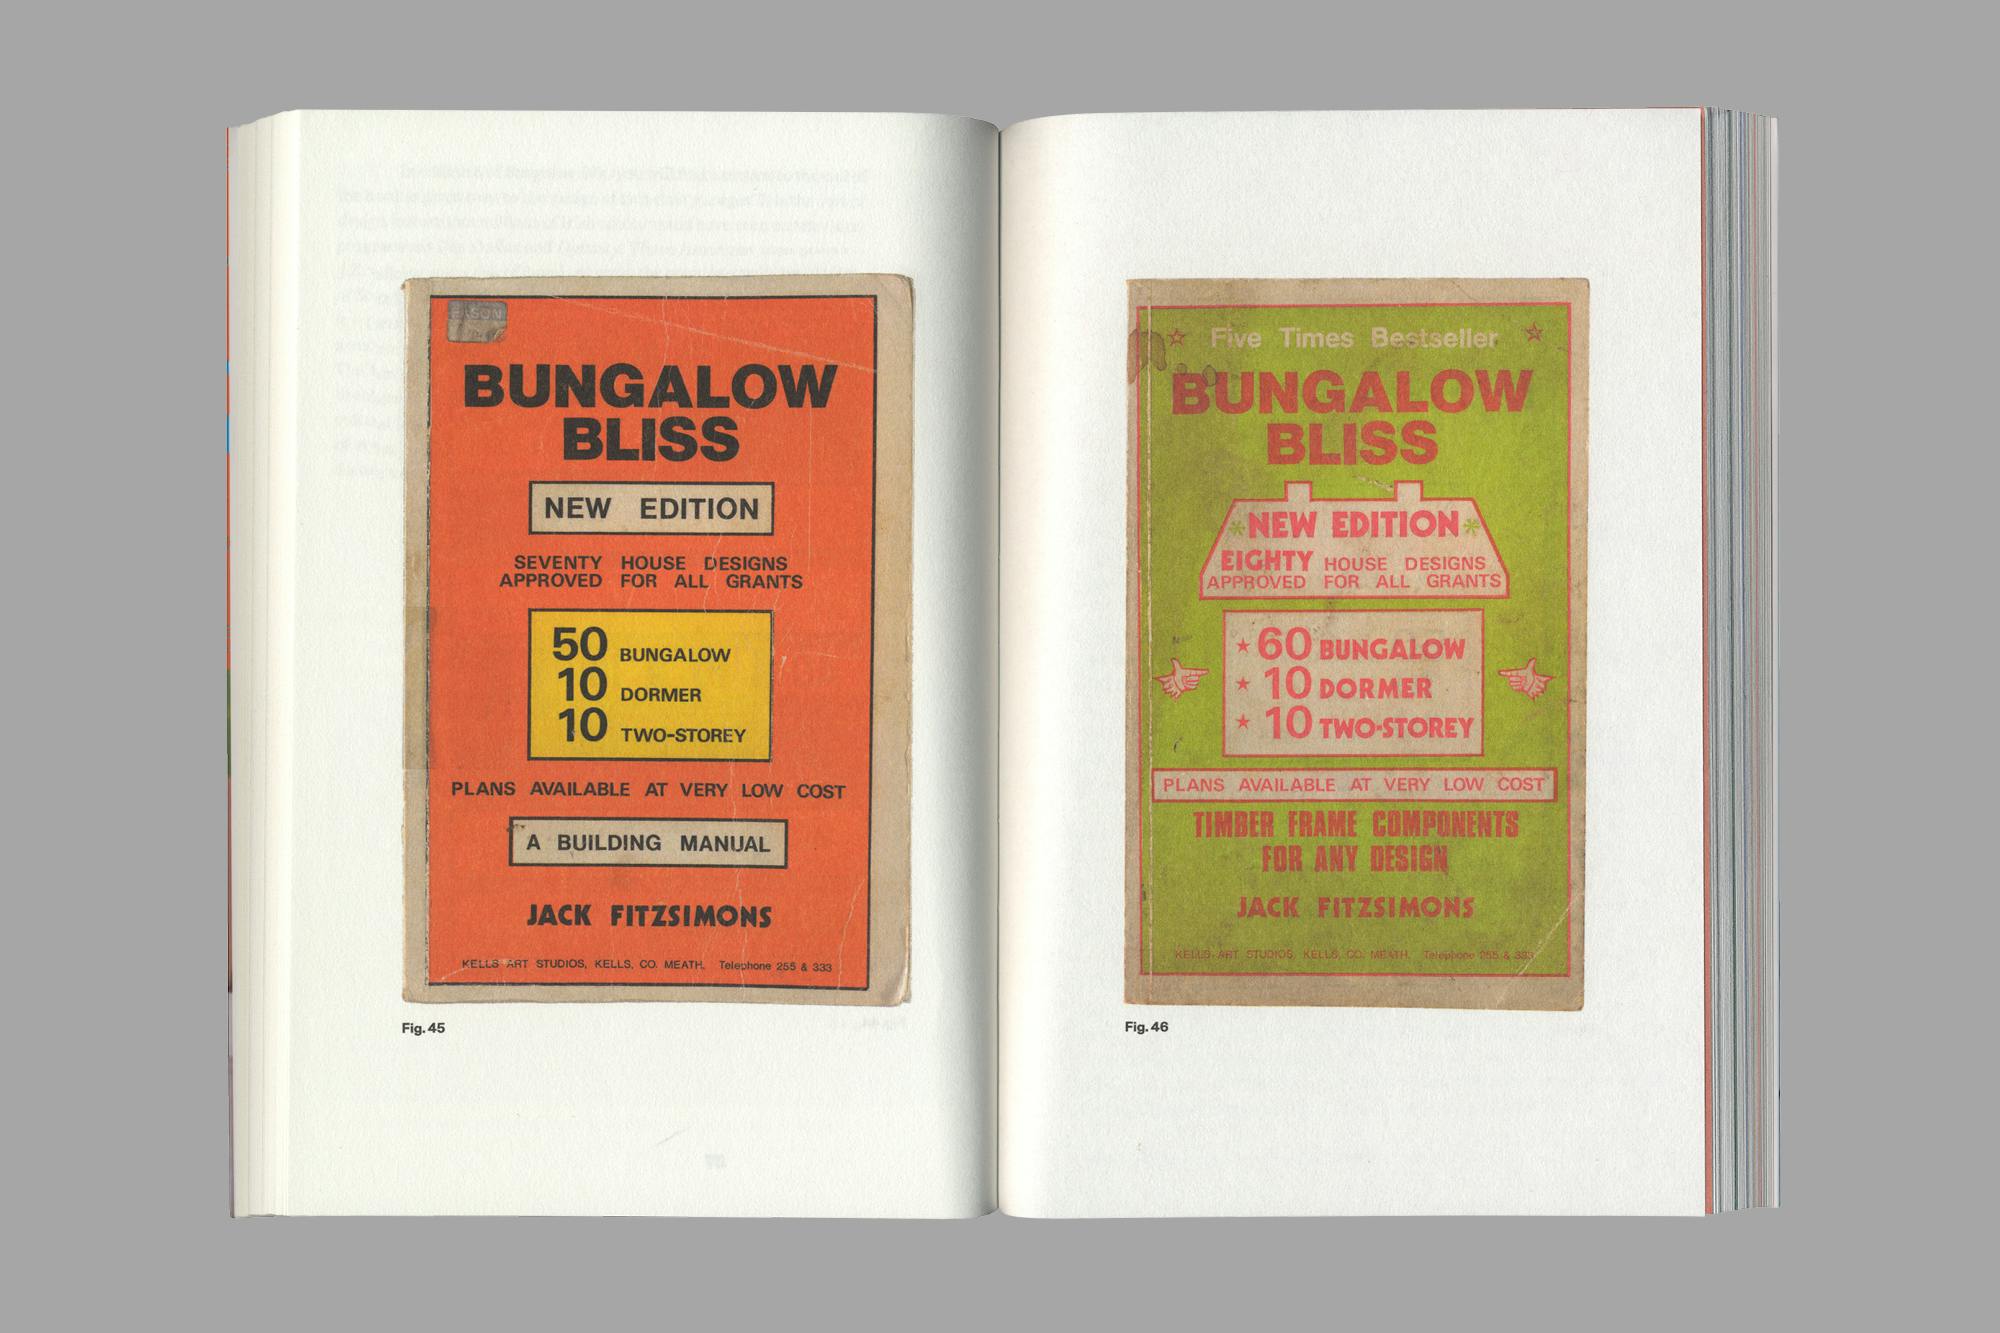 EASON
BUNGALOW
BLISS
NEW EDITION
SEVENTY HOUSE DESIGNS
APPROVED FOR ALL GRANTS
50 BUNGALOW
10 DORMER
10 TWO-STOREY
PLANS AVAILABLE AT VERY LOW COST
A BUILDING MANUAL
JACK FITZSIMONS
KELLS ART STUDIOS, KELLS, CO. MEATH. Telephone 255 & 333
Fig. 45
Five Times Bestseller
BUNGALOW
BLISS
NEW EDITION
EIGHTY HOUSE DESIGNS
APPROVED FOR ALL GRANTS
60 BUNGALOW
10 DORMER
10 TWO-STOREY
PLANS AVAILABLE AT VERY LOW COST
TIMBER FRAME COMPONENTS
FOR ANY DESIGN
JACK FITZSIMONS
KELLS ART STUDIOS, KELLS, CO. MEATH. Telephone 255 & 333
Fig. 46